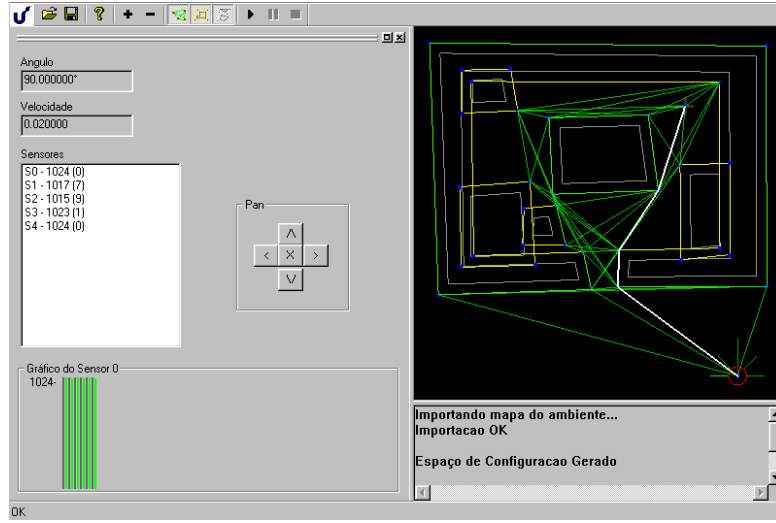 Angulo
90.000000°
Velocidade
0.020000
Sensores
S0 - 1024 (0)
S1 - 1017 (7)
S2 - 1015 (9)
S3 - 1023 (1)
S4 - 1024 (0)
Pan
/\
< X >
\/
Gráfico do Sensor 0
1024-
Importando mapa do ambiente...
Importacao OK
Espaço de Configuracao Gerado
OK